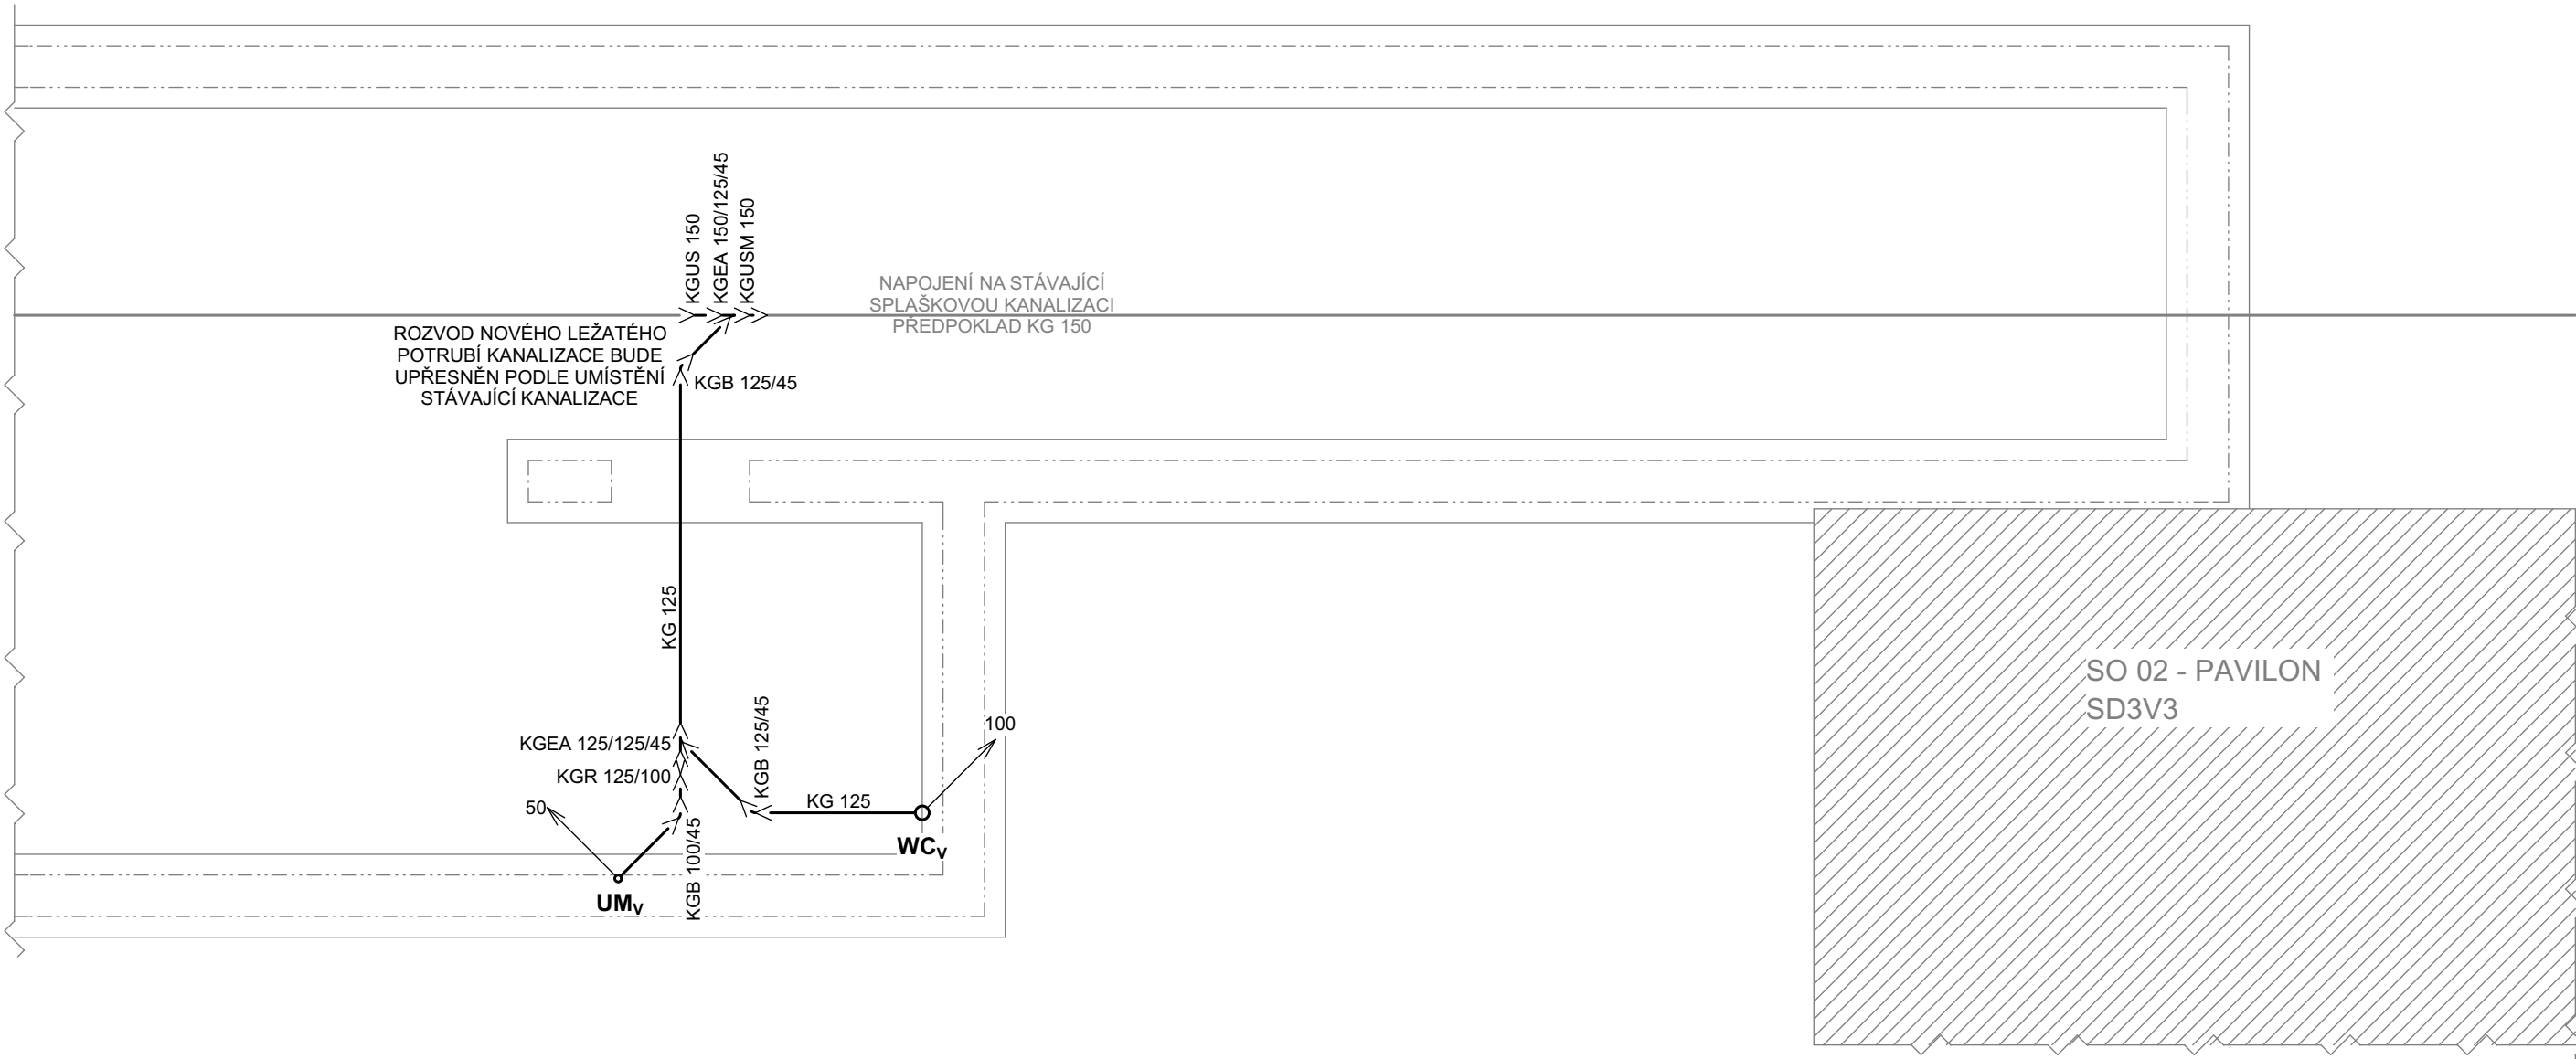 KGUS 150
KGEA 150/125/45
KGUSM 150
NAPOJENÍ NA STÁVAJÍCÍ
SPLAŠKOVOU KANALIZACI
PŘEDPOKLAD KG 150
ROZVOD NOVÉHO LEŽATÉHO
POTRUBÍ KANALIZACE BUDE
UPŘESNĚN PODLE UMÍSTĚNÍ
STÁVAJÍCÍ KANALIZACE
KGB 125/45
KG 125
SO 02 - PAVILON
SD3V3
KGEA 125/125/45
KGR 125/100
KGB 125/45
100
50
KG 125
WCV
KGB 100/45
UMV